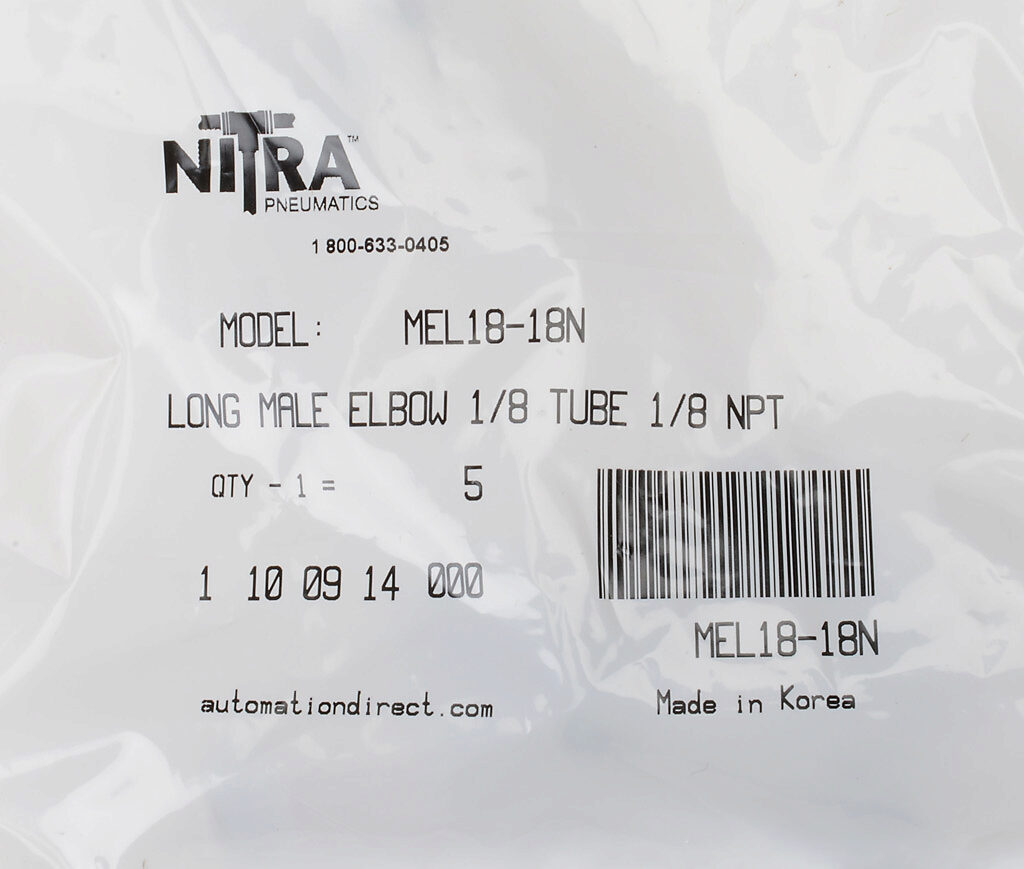 NITRA™
PNEUMATICS
1 800-633-0405
MODEL: MEL18-18N
LONG MALE ELBOW 1/8 TUBE 1/8 NPT
QTY - 1 = 5
1 10 09 14 000
MEL18-18N
automationdirect.com
Made in Korea